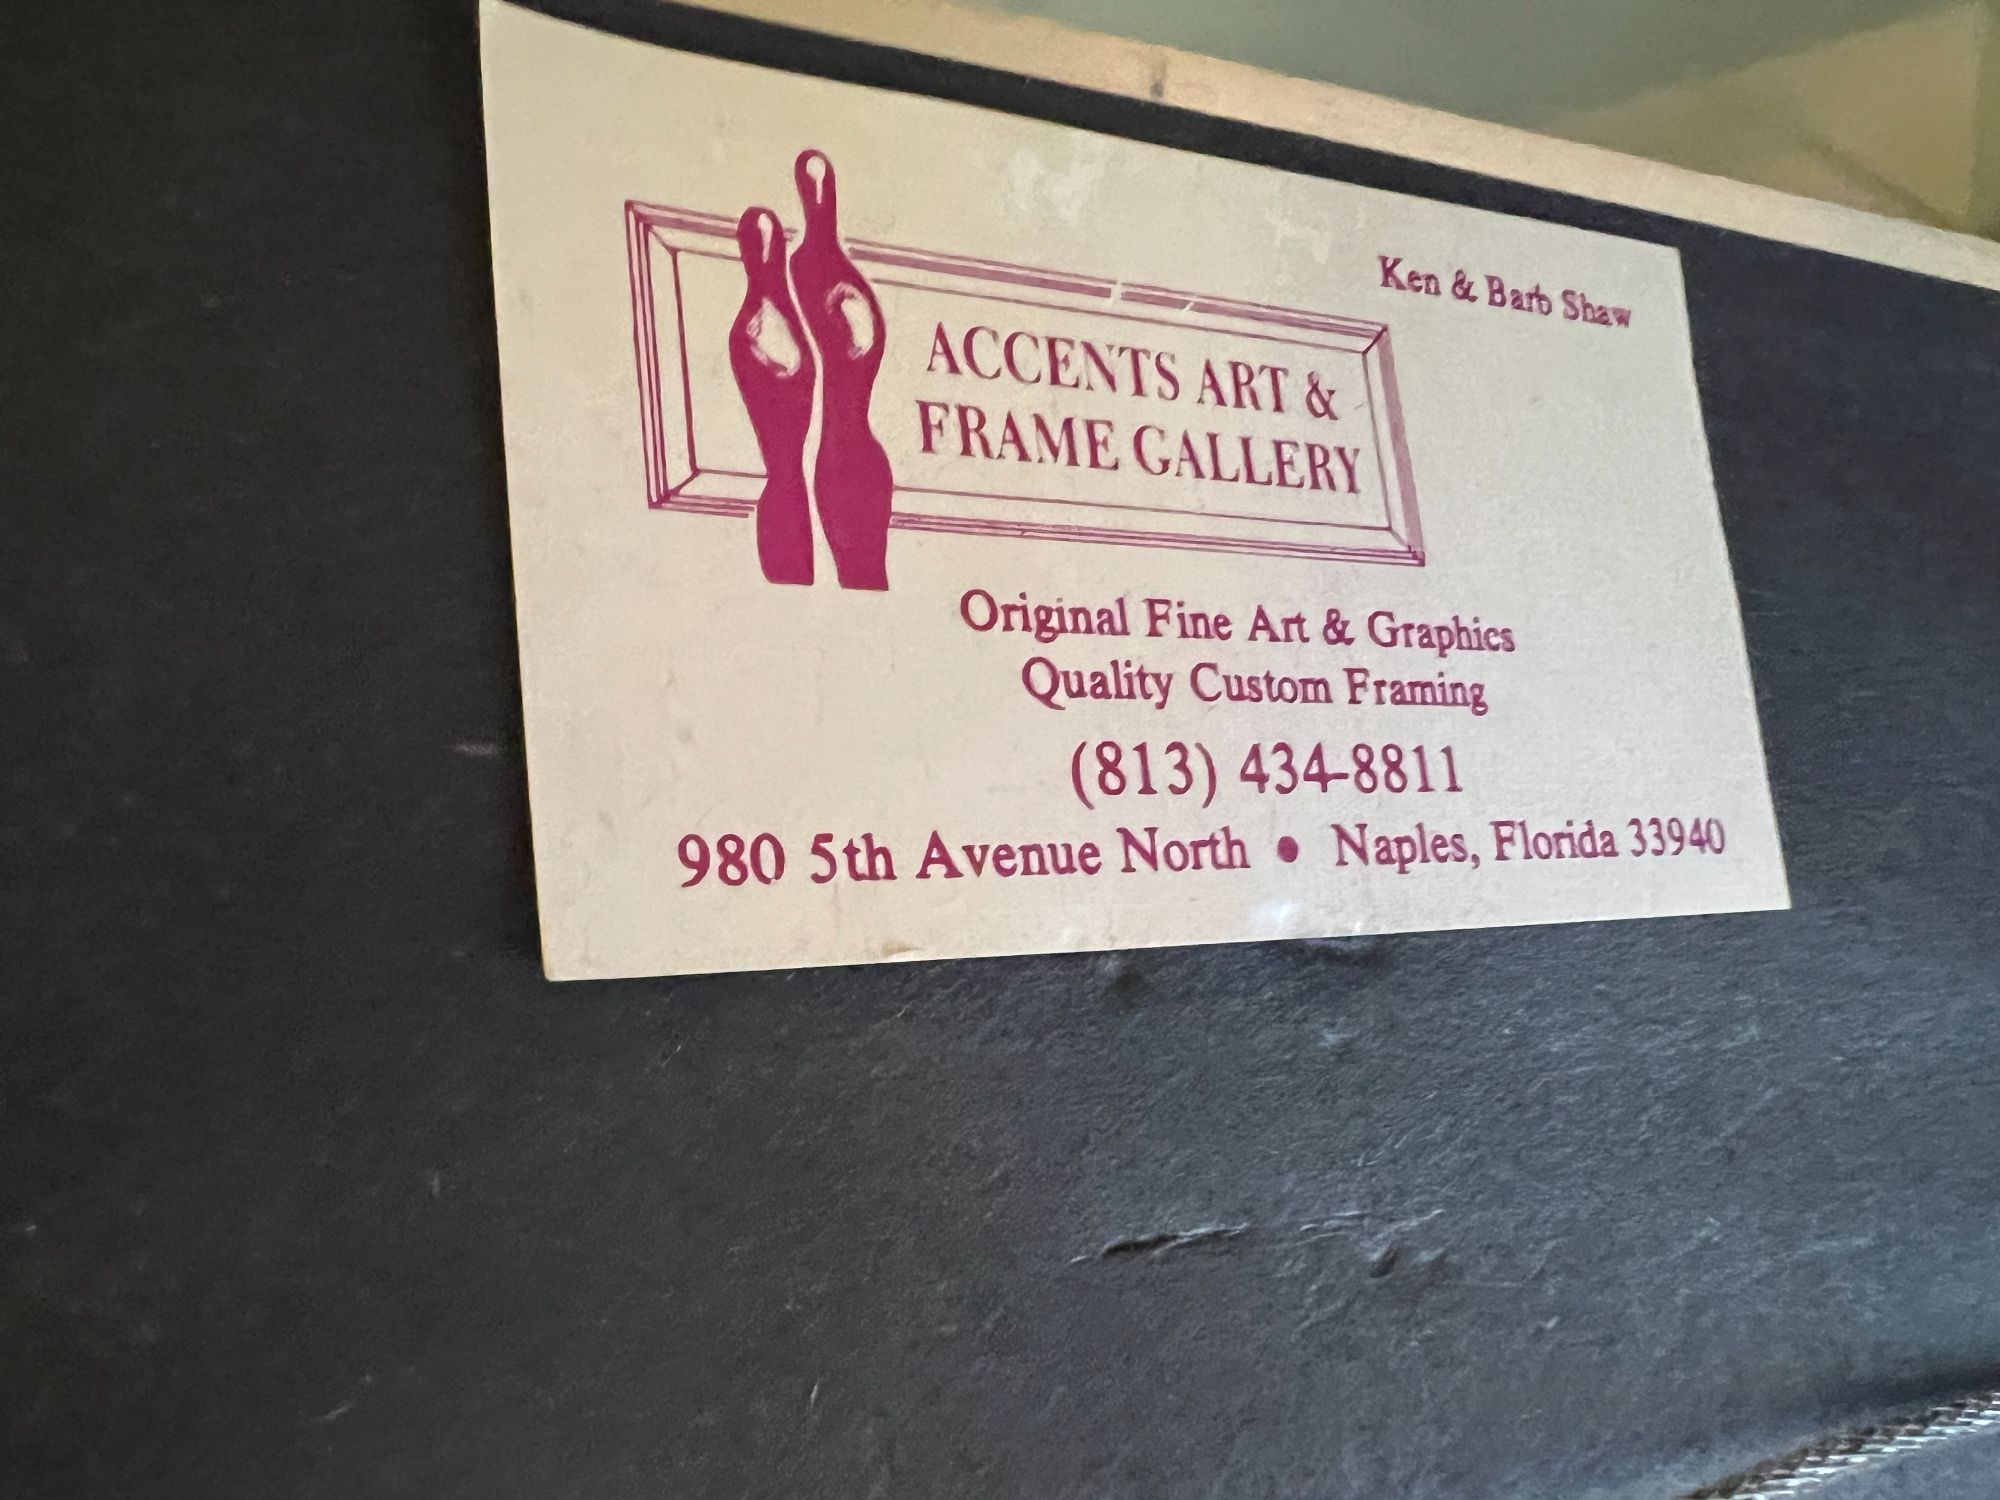 Ken & Barb Shaw
ACCENTS ART &
FRAME GALLERY
Original Fine Art & Graphics
Quality Custom Framing
(813) 434-8811
980 5th Avenue North • Naples, Florida 33940